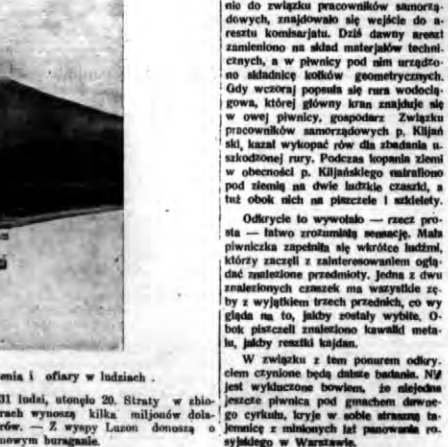 enia i ofiary w ludziach .
31 ludzi, utonęło 20. Straty w zbio-
rach wynoszą kilka miljonów dola-
rów. — Z wyspy Luzon donoszą o
nowym buraganie.
nio do związku pracowników samorzą-
dowych, znajdowało się wejście do a-
resztu komisarjatu. Dziś dawny areszt
zamieniono na skład materjałów techni-
cznych, a w piwnicy pod nim urządzo-
no składnicę kołków geometrycznych.
Gdy wczoraj popsuła się rura wodocią-
gowa, której główny kran znajduje się
w owej piwnicy, gospodarz Związku
pracowników samorządowych p. Kiljań
ski, kazał wykopać rów dla zbadania u-
szkodzonej rury. Podczas kopania ziemi
w obecności p. Kiljańskiego natrafiono
pod ziemią na dwie ludzkie czaszki, a
tuż obok nich na piszczele i szkielety.
Odkrycie to wywołało — rzecz pro-
sta — łatwo zrozumiałą sensację. Mała
piwniczka zapełniła się wkrótce ludźmi,
którzy zaczęli z zainteresowaniem oglą-
dać znalezione przedmioty. Jedna z dwu
znalezionych czaszek ma wszystkie zę-
by z wyjątkiem trzech przednich, co wy
gląda na to, jakby zostały wybite. O-
bok piszczeli znaleziono kawałki meta-
lu, jakby resztki kajdan.
W związku z tem ponurem odkry-
ciem czynione będą dalsze badania. Ni
jest wykluczone bowiem, że niejedna
jeszcze piwnica pod gmachem dawne-
go cyrkułu, kryje w sobie straszną ta-
jemnicę z minionych lat panowania ro-
syjskiego w Warszawie.